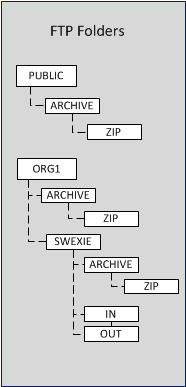 FTP Folders
PUBLIC
ARCHIVE
ZIP
ORG1
ARCHIVE
ZIP
SWEXIE
ARCHIVE
ZIP
IN
OUT